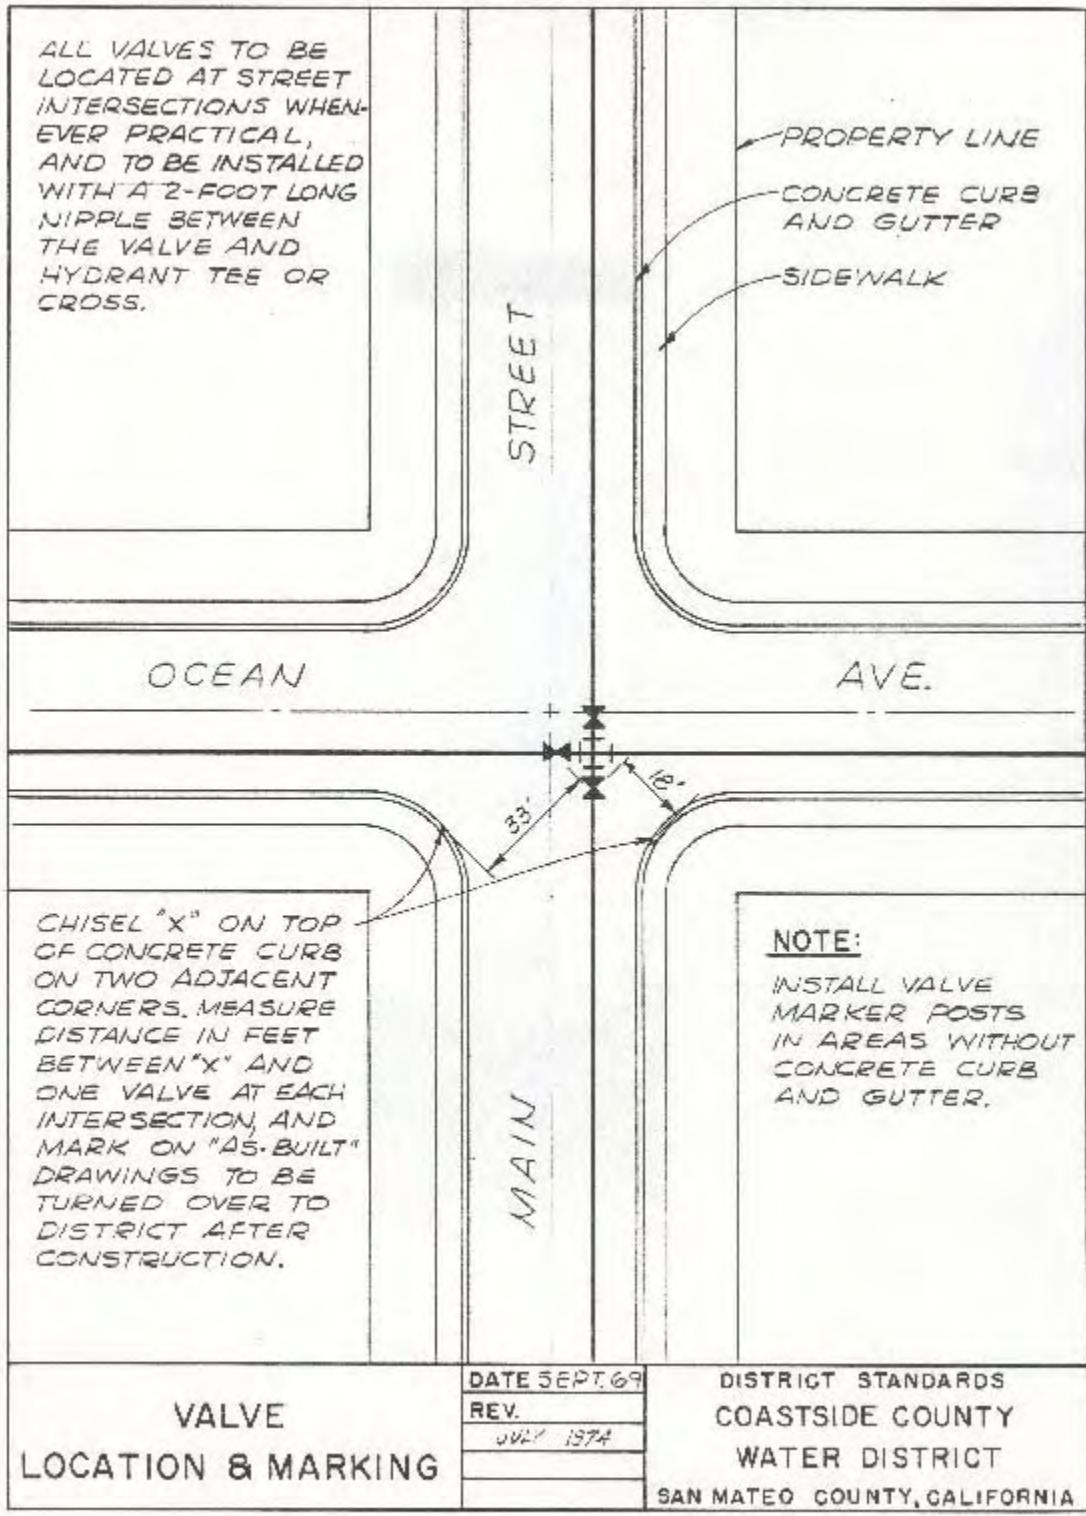 ALL VALVES TO BE
LOCATED AT STREET
INTERSECTIONS WHEN-
EVER PRACTICAL,
AND TO BE INSTALLED
WITH A 2-FOOT LONG
NIPPLE BETWEEN
THE VALVE AND
HYDRANT TEE OR
CROSS.
PROPERTY LINE
CONCRETE CURB
AND GUTTER
SIDEWALK
STREET
OCEAN
AVE.
33'
18'
CHISEL "X" ON TOP
OF CONCRETE CURB
ON TWO ADJACENT
CORNERS. MEASURE
DISTANCE IN FEET
BETWEEN "X" AND
ONE VALVE AT EACH
INTERSECTION, AND
MARK ON "AS-BUILT"
DRAWINGS TO BE
TURNED OVER TO
DISTRICT AFTER
CONSTRUCTION.
MAIN
NOTE:
INSTALL VALVE
MARKER POSTS
IN AREAS WITHOUT
CONCRETE CURB
AND GUTTER.
VALVE
LOCATION & MARKING
DATE SEPT. 69
REV.
JULY 1974
DISTRICT STANDARDS
COASTSIDE COUNTY
WATER DISTRICT
SAN MATEO COUNTY, CALIFORNIA